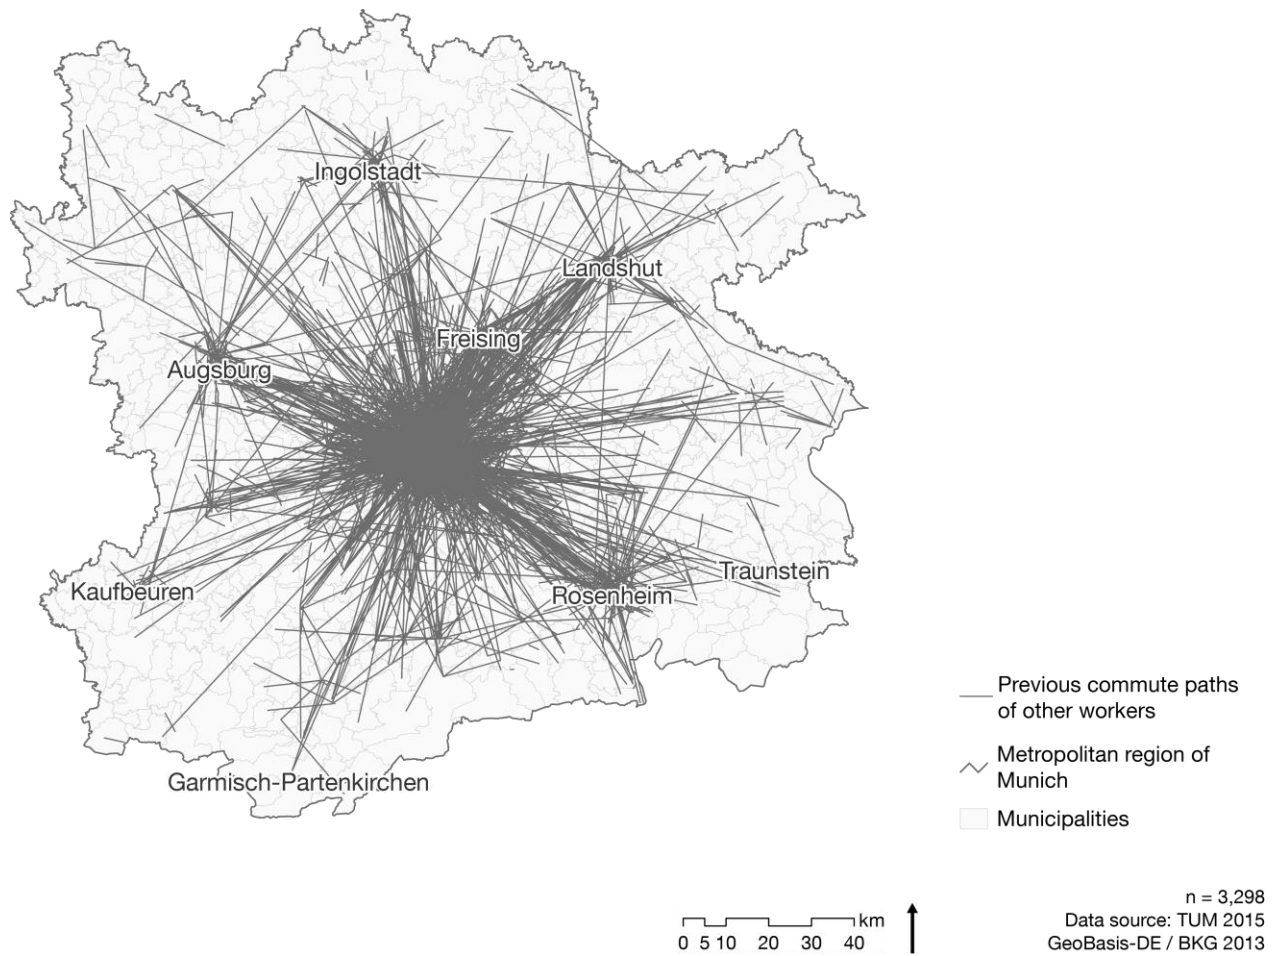 Ingolstadt
Landshut
Freising
Augsburg
Traunstein
Kaufbeuren
Rosenheim
Garmisch-Partenkirchen
Previous commute paths
of other workers
Metropolitan region of
Munich
Municipalities
km
0 5 10 20 30 40
n = 3,298
Data source: TUM 2015
GeoBasis-DE / BKG 2013